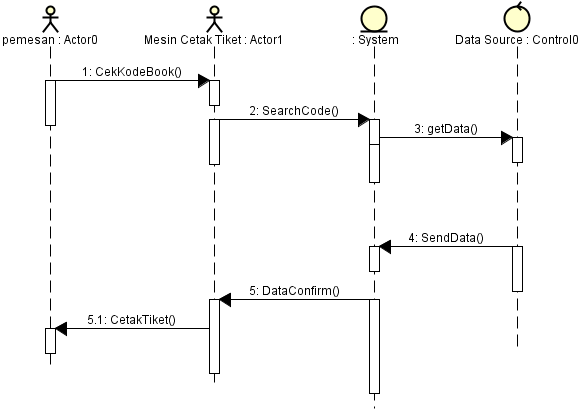 pemesan : Actor0
Mesin Cetak Tiket : Actor1
: System
Data Source : Control0
1: CekKodeBook()
2: SearchCode()
3: getData()
4: SendData()
5: DataConfirm()
5.1: CetakTiket()